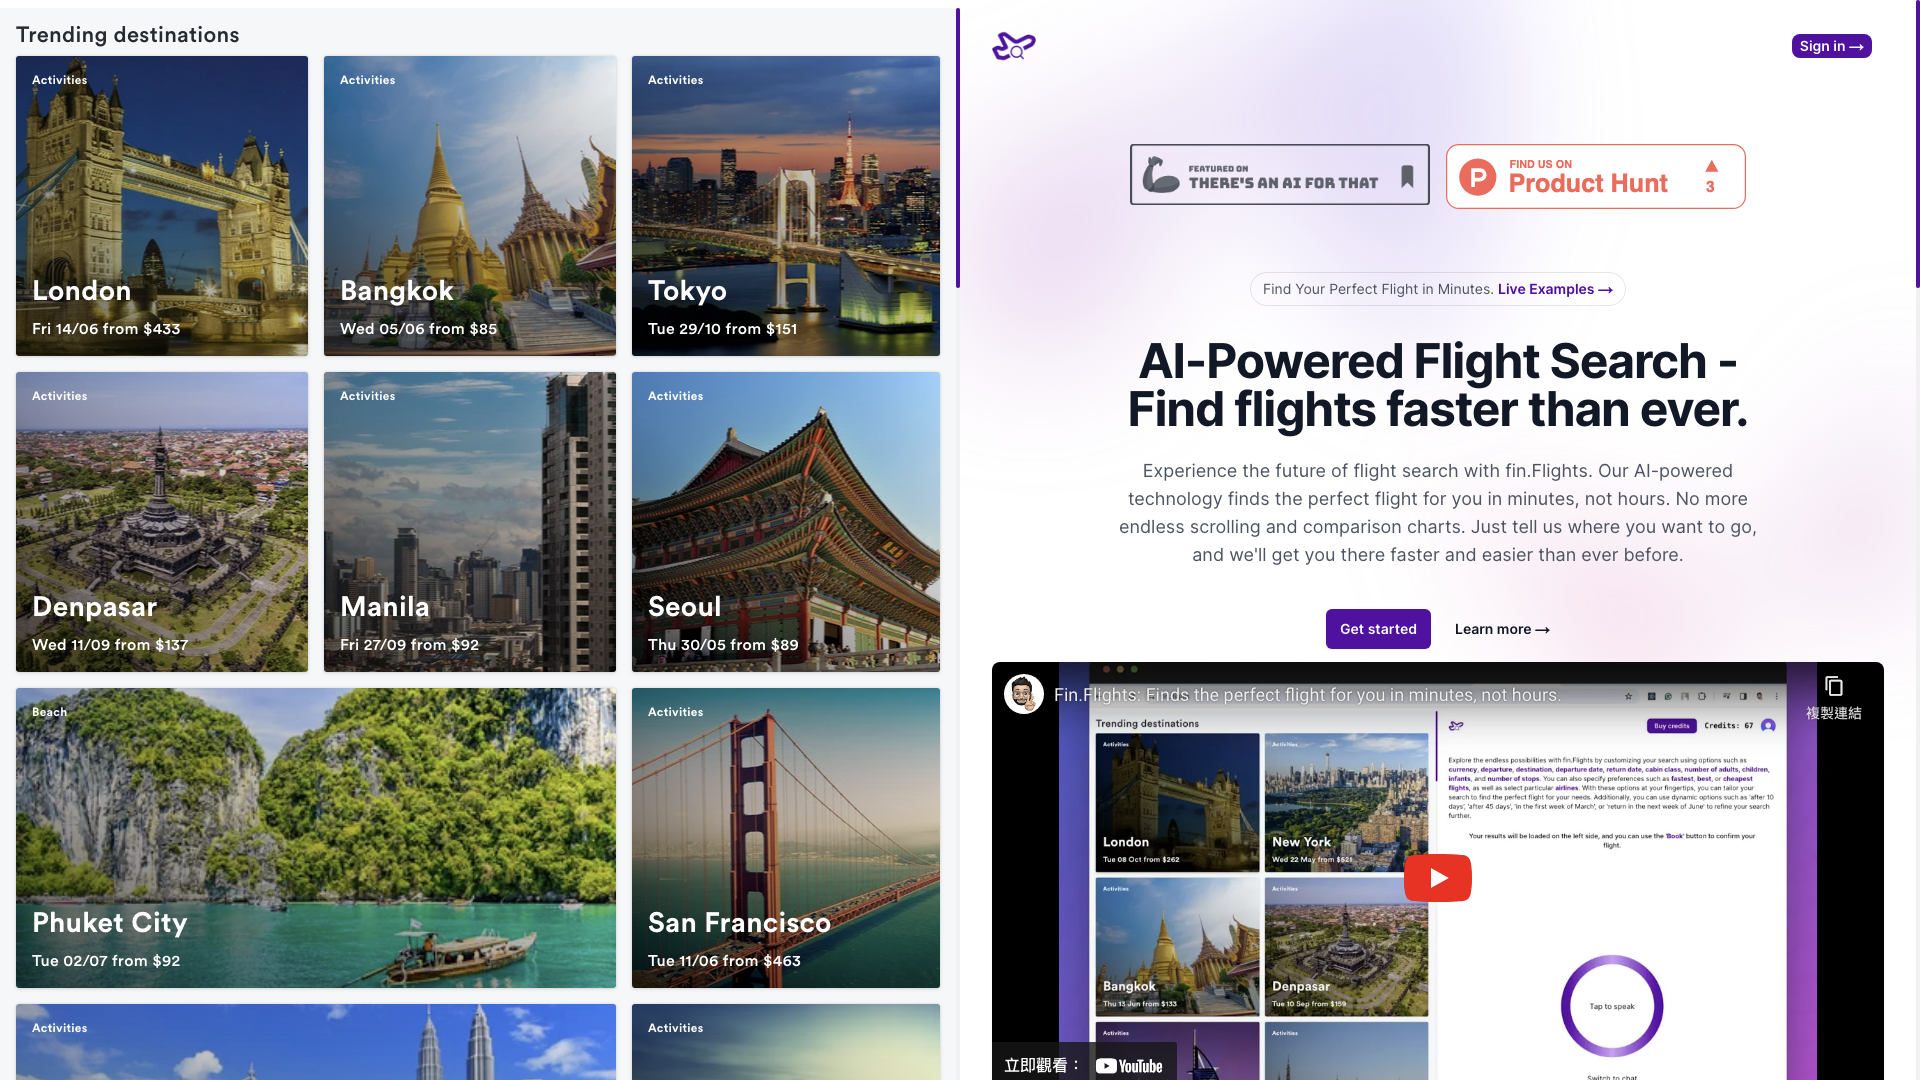 Trending destinations
Activities
London
Fri 14/06 from $433
Activities
Bangkok
Wed 05/06 from $85
Activities
Tokyo
Tue 29/10 from $151
Activities
Denpasar
Wed 11/09 from $137
Activities
Manila
Fri 27/09 from $92
Activities
Seoul
Thu 30/05 from $89
Beach
Phuket City
Tue 02/07 from $92
Activities
San Francisco
Tue 11/06 from $463
Activities
Activities
Sign in →
FEATURED ON
THERE'S AN AI FOR THAT
P
FIND US ON
Product Hunt
3
Find Your Perfect Flight in Minutes. Live Examples →
AI-Powered Flight Search -
Find flights faster than ever.
Experience the future of flight search with fin.Flights. Our AI-powered
technology finds the perfect flight for you in minutes, not hours. No more
endless scrolling and comparison charts. Just tell us where you want to go,
and we'll get you there faster and easier than ever before.
Get started
Learn more →
Fin.Flights: Finds the perfect flight for you in minutes, not hours.
複製連結
Trending destinations
Activities
London
Tue 08 Oct from $262
Activities
New York
Wed 22 May from $521
Activities
Bangkok
Thu 13 Jun from $133
Activities
Denpasar
Tue 10 Sep from $159
Activities
Activities
Buy credits
Credits: 67
Explore the endless possibilities with fin.Flights by customizing your search using options such as
currency, departure, destination, departure date, return date, cabin class, number of adults, children,
infants, and number of stops. You can also specify preferences such as fastest, best, or cheapest
flights, as well as select particular airlines. With these options at your fingertips, you can tailor your
search to find the perfect flight for your needs. Additionally, you can use dynamic options such as 'after 10
days', 'after 45 days', 'in the first week of March', or 'return in the next week of June' to refine your search
further.
Your results will be loaded on the left side, and you can use the 'Book' button to confirm your
flight.
Tap to speak
Switch to chat
立即觀看：
YouTube